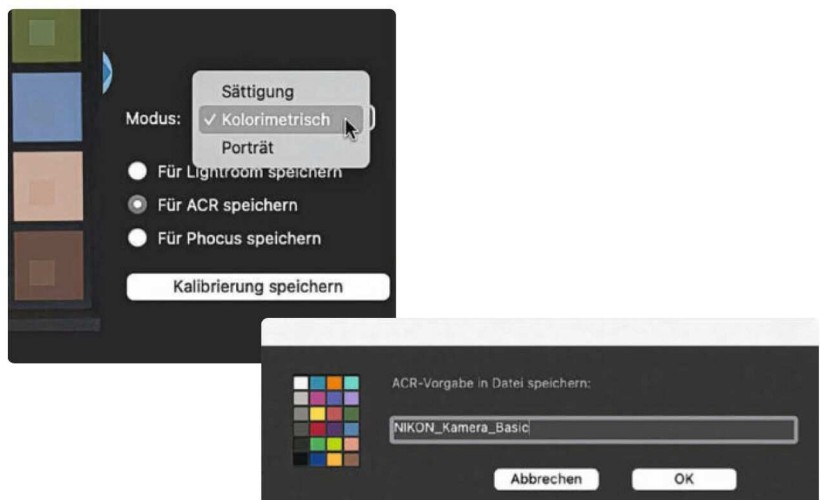 Sättigung
Modus: ✓ Kolorimetrisch
Porträt
Für Lightroom speichern
Für ACR speichern
Für Phocus speichern
Kalibrierung speichern
ACR-Vorgabe in Datei speichern:
NIKON_Kamera_Basic
Abbrechen OK